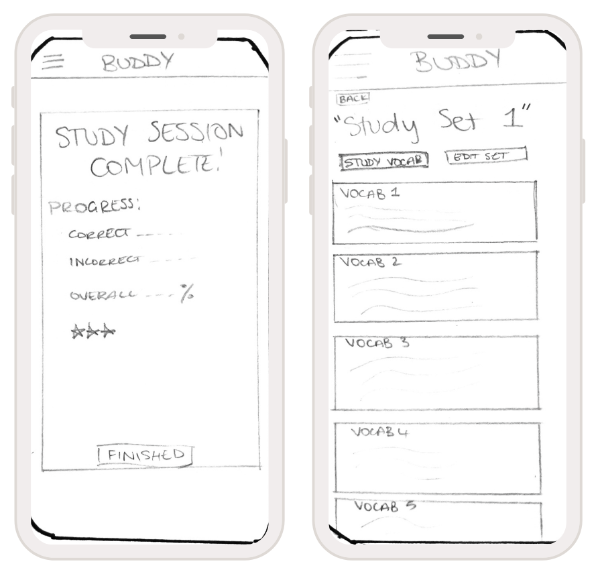 BUDDY
STUDY SESSION
COMPLETE!
PROGRESS:
CORRECT ----
INCORRECT ----
OVERALL --- %
FINISHED
BUDDY
BACK
"Study Set 1"
STUDY VOCAB EDIT SET
VOCAB 1
VOCAB 2
VOCAB 3
VOCAB 4
VOCAB 5